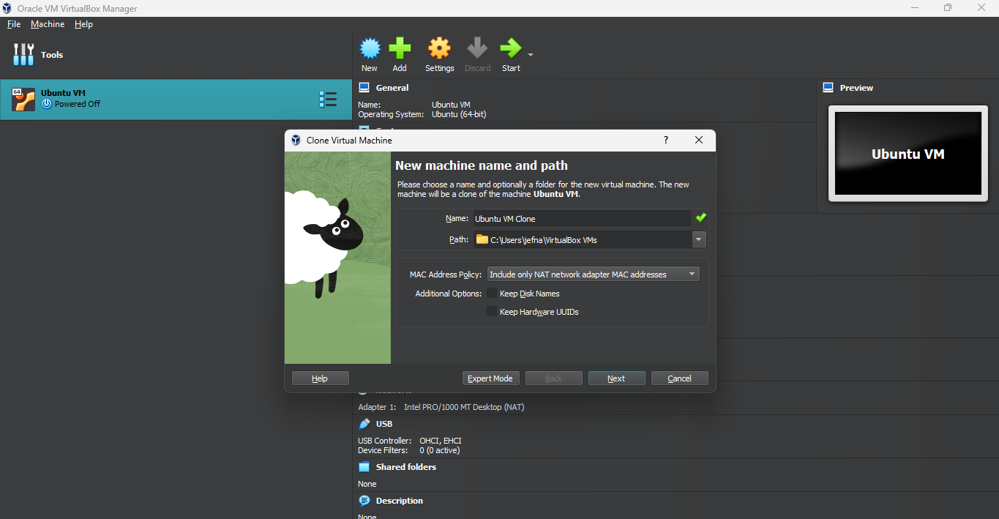 Oracle VM VirtualBox Manager
File Machine Help
Tools
New Add Settings Discard Start
64
Ubuntu VM
Powered Off
General
Name: Ubuntu VM
Operating System: Ubuntu (64-bit)
Preview
Ubuntu VM
Clone Virtual Machine ?
New machine name and path
Please choose a name and optionally a folder for the new virtual machine. The new
machine will be a clone of the machine Ubuntu VM.
Name: Ubuntu VM Clone
Path: C:\Users\jefna\VirtualBox VMs
MAC Address Policy: Include only NAT network adapter MAC addresses
Additional Options: Keep Disk Names
Keep Hardware UUIDs
Help Expert Mode Back Next Cancel
Adapter 1: Intel PRO/1000 MT Desktop (NAT)
USB
USB Controller: OHCI, EHCI
Device Filters: 0 (0 active)
Shared folders
None
Description
None